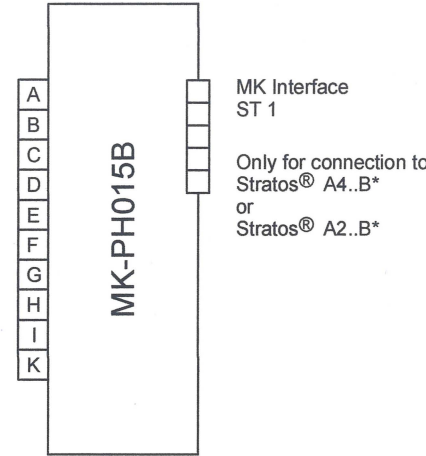 A
B
C
D
E
F
G
H
I
K
MK-PH015B
MK Interface
ST 1
Only for connection to
Stratos® A4..B*
or
Stratos® A2..B*